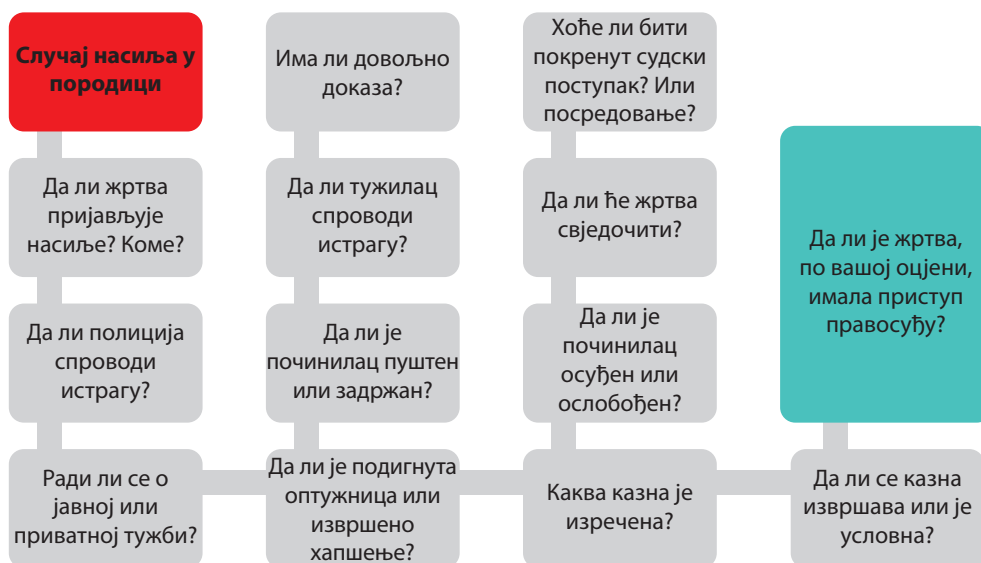 Случај насиља у
породици
Да ли жртва
пријављује
насиље? Коме?
Да ли полиција
спроводи
истрагу?
Ради ли се о
јавној или
приватној тужби?
Има ли довољно
доказа?
Да ли тужилац
спроводи
истрагу?
Да ли је
починилац пуштен
или задржан?
Да ли је подигнута
оптужница или
извршено
хапшење?
Хоће ли бити
покренут судски
поступак? Или
посредовање?
Да ли ће жртва
свједочити?
Да ли је
починилац
осуђен или
ослобођен?
Каква казна је
изречена?
Да ли је жртва,
по вашој оцјени,
имала приступ
правосуђу?
Да ли се казна
извршава или је
условна?